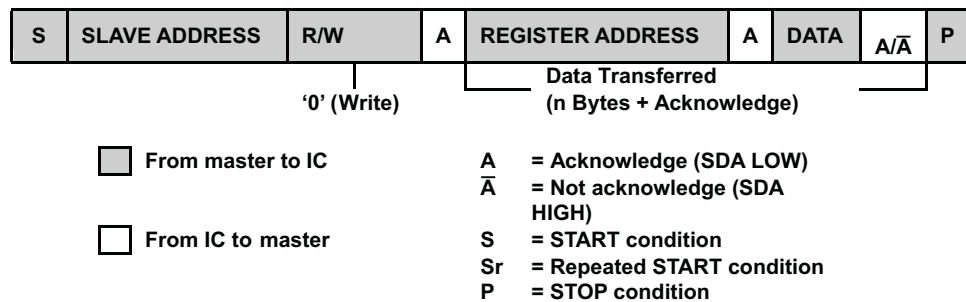 S SLAVE ADDRESS R/W A REGISTER ADDRESS A DATA A/A̅ P
‘0’ (Write)
Data Transferred
(n Bytes + Acknowledge)
From master to IC
From IC to master
A = Acknowledge (SDA LOW)
A̅ = Not acknowledge (SDA
HIGH)
S = START condition
Sr = Repeated START condition
P = STOP condition